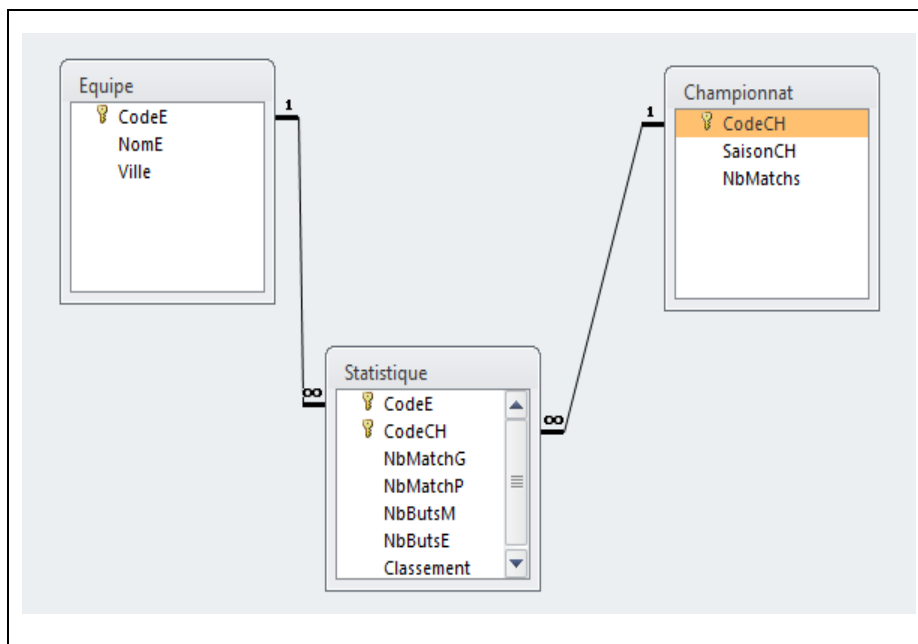 Equipe
CodeE
NomE
Ville
1
Championnat
CodeCH
SaisonCH
NbMatchs
1
Statistique
CodeE
CodeCH
NbMatchG
NbMatchP
NbButsM
NbButsE
Classement
∞
∞